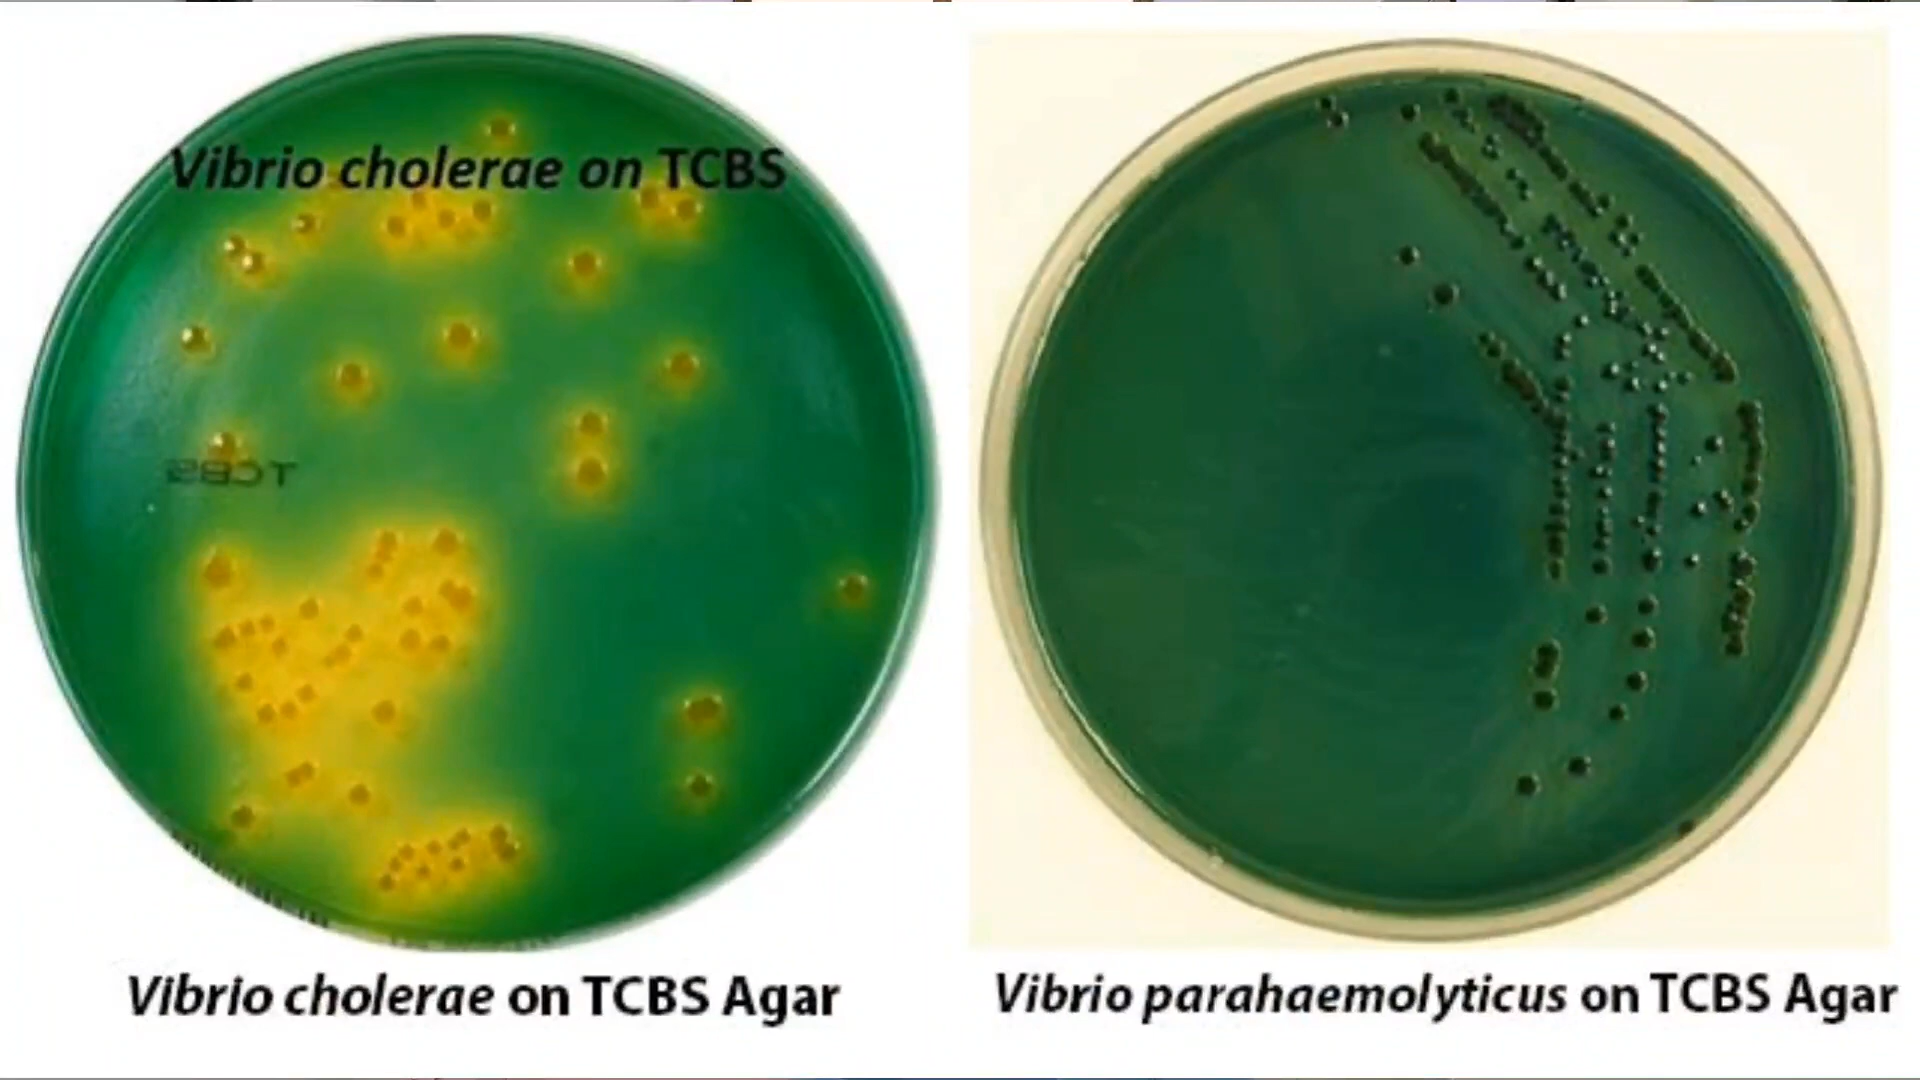 Vibrio cholerae on TCBS
TCBS
Vibrio cholerae on TCBS Agar
Vibrio parahaemolyticus on TCBS Agar